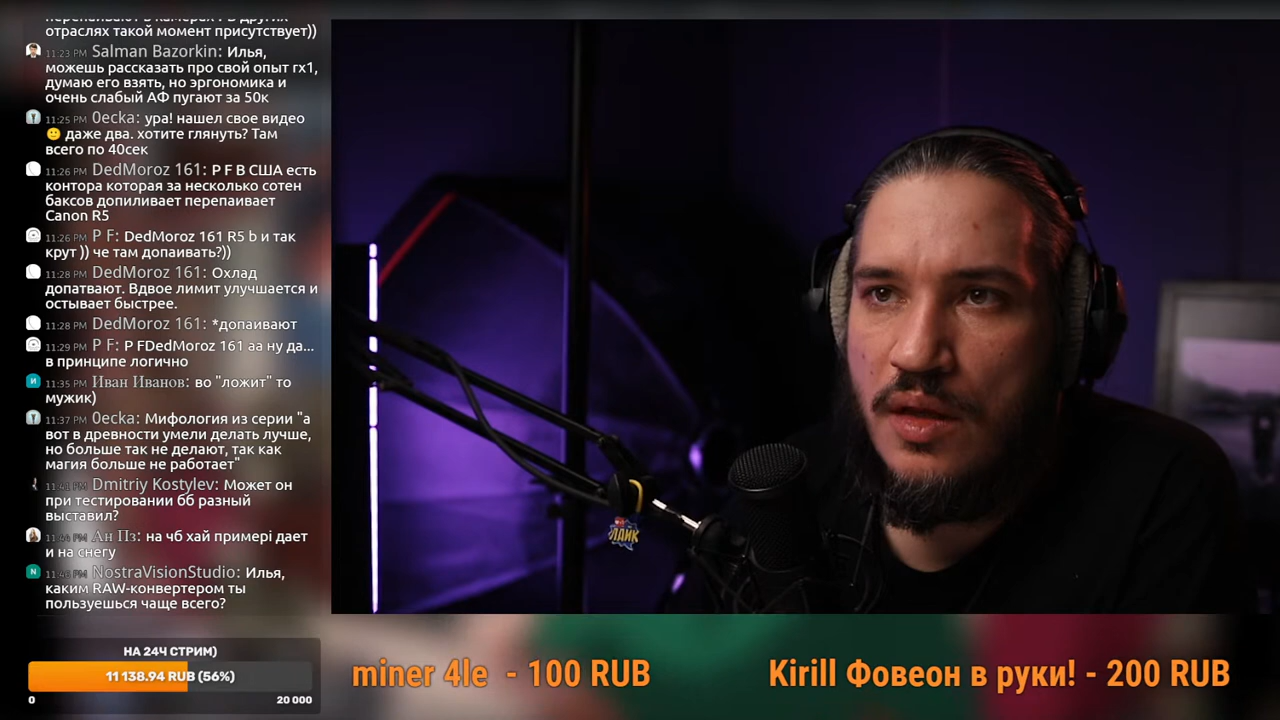 отраслях такой момент присутствует))
11:23 PM Salman Bazorkin: Илья,
можешь рассказать про свой опыт rx1,
думаю его взять, но эргономика и
очень слабый АФ пугают за 50к
11:25 PM 0ecka: ура! нашел свое видео
🙂 даже два. хотите глянуть? Там
всего по 40сек
11:26 PM DedMoroz 161: P F В США есть
контора которая за несколько сотен
баксов допиливает перепаивает
Canon R5
11:26 PM P F: DedMoroz 161 R5 b и так
крут )) че там допаивать?))
11:28 PM DedMoroz 161: Охлад
допатвают. Вдвое лимит улучшается и
остывает быстрее.
11:28 PM DedMoroz 161: *допаивают
11:29 PM P F: P FDedMoroz 161 аа ну да...
в принципе логично
11:35 PM Иван Иванов: во "ложит" то
мужик)
11:37 PM 0ecka: Мифология из серии "а
вот в древности умели делать лучше,
но больше так не делают, так как
магия больше не работает"
Dmitriy Kostylev: Может он
при тестировании бб разный
выставил?
Ан Пз: на чб хай примері дает
и на снегу
NostraVisionStudio: Илья,
каким RAW-конвертером ты
пользуешься чаще всего?
ЛАЙК
НА 24Ч СТРИМ)
11 138.94 RUB (56%)
0 20 000
miner 4le - 100 RUB Kirill Фовеон в руки! - 200 RUB